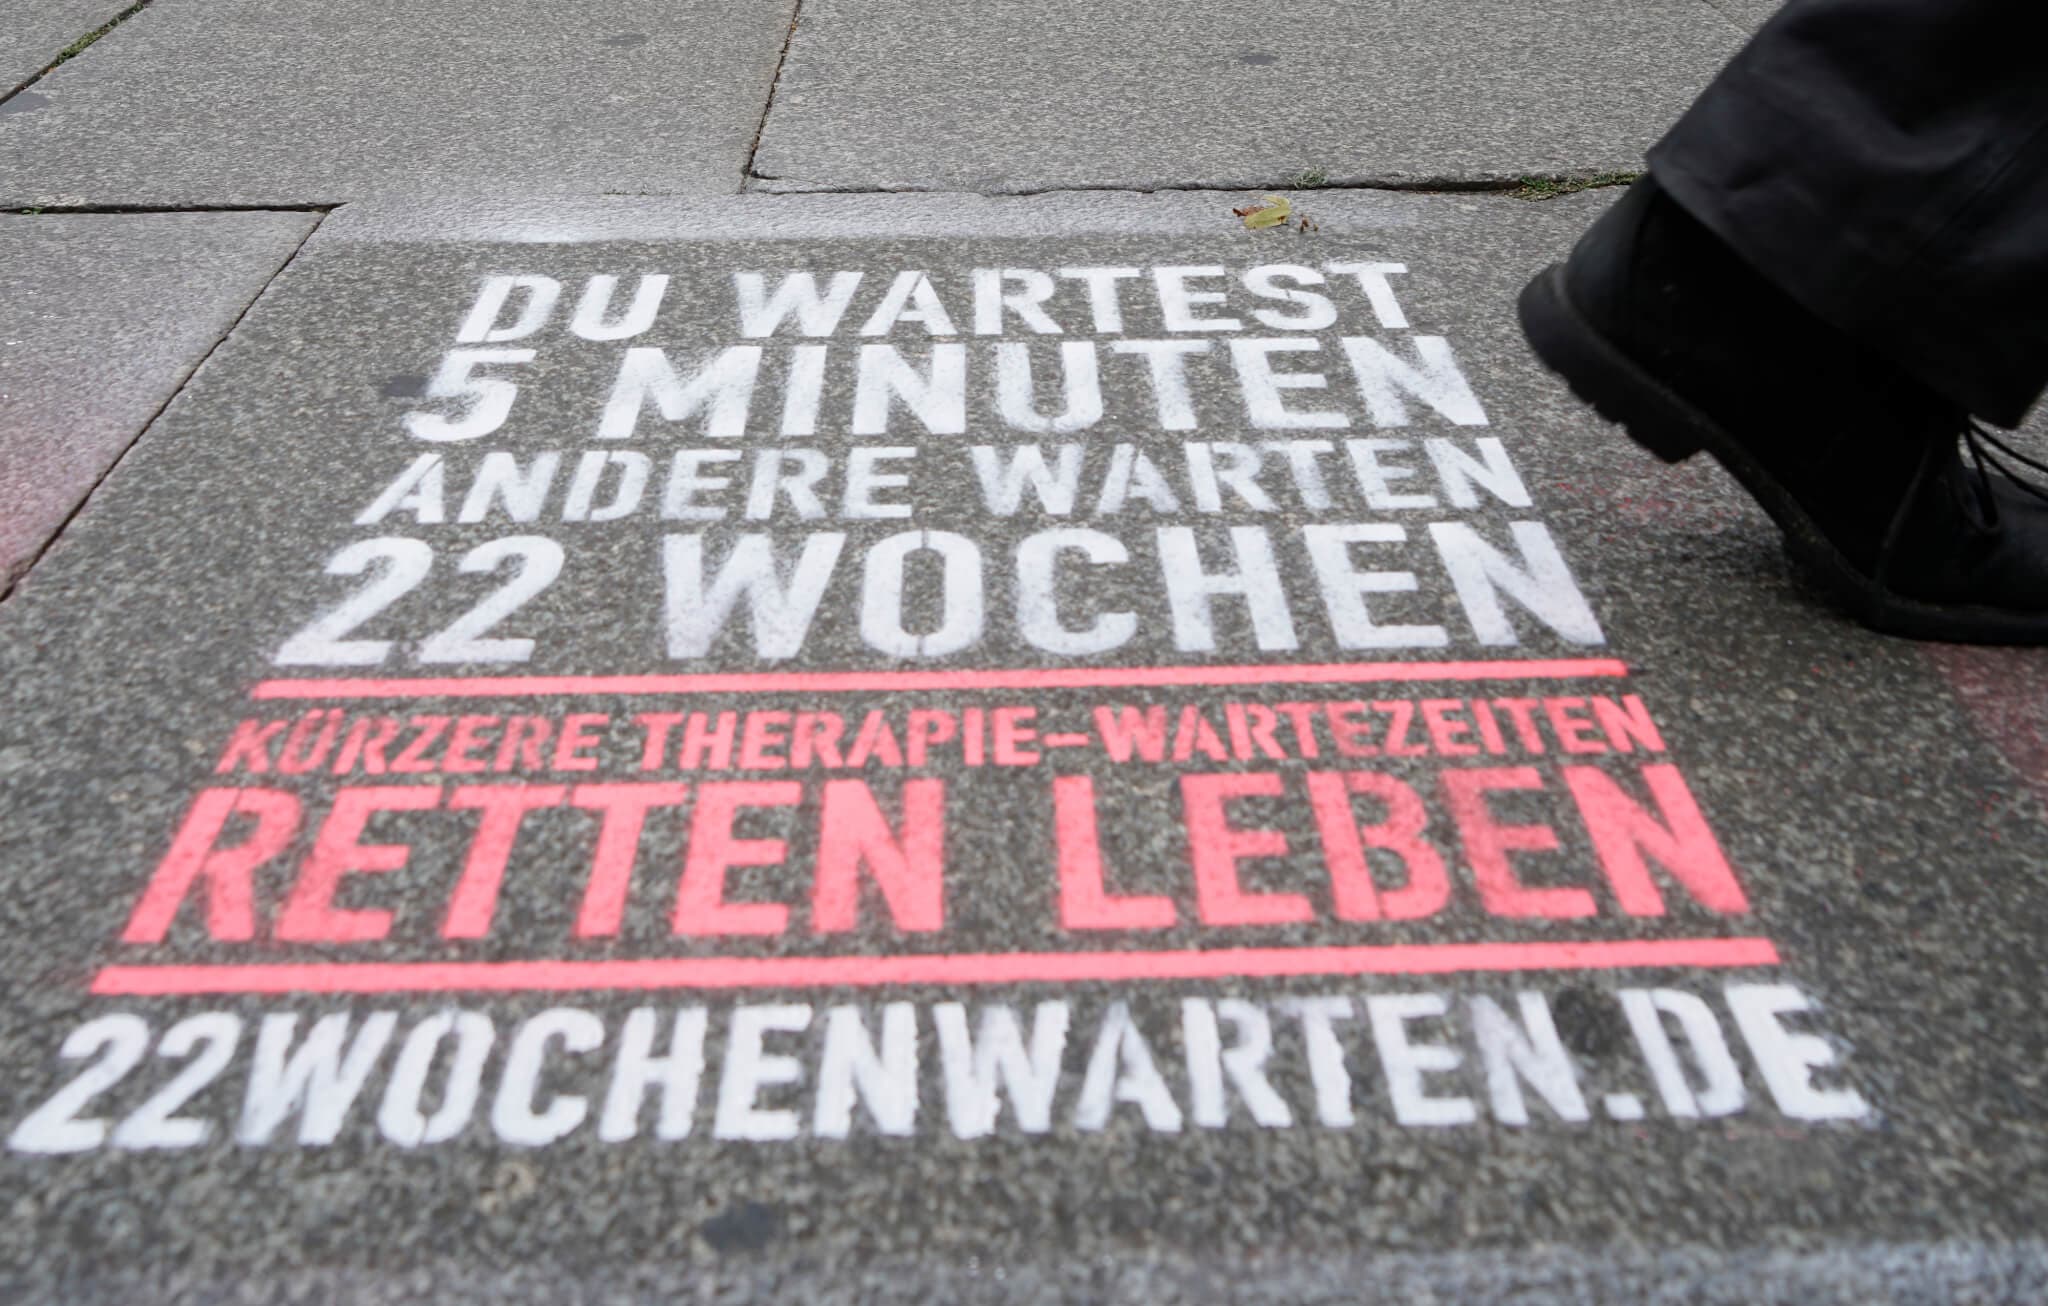 DU WARTEST
5 MINUTEN
ANDERE WARTEN
22 WOCHEN
KÜRZERE THERAPIE-WARTEZEITEN
RETTEN LEBEN
22WOCHENWARTEN.DE